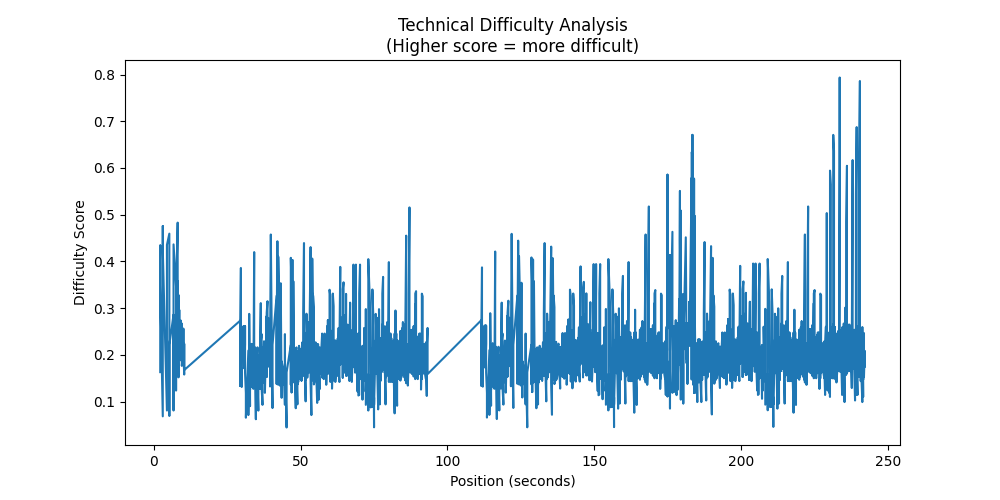 Technical Difficulty Analysis
(Higher score = more difficult)
Difficulty Score
0.8
0.7
0.6
0.5
0.4
0.3
0.2
0.1
0 50 100 150 200 250
Position (seconds)